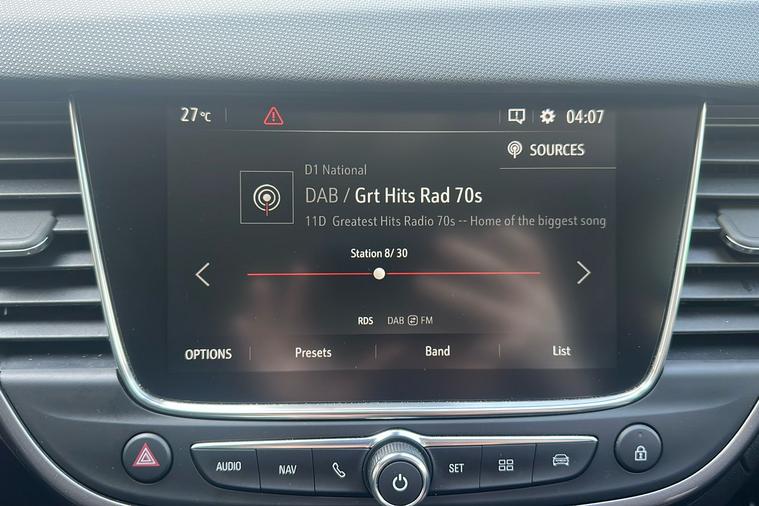 27°C 04:07
SOURCES
D1 National
DAB / Grt Hits Rad 70s
11D Greatest Hits Radio 70s -- Home of the biggest song
Station 8/ 30
RDS DAB FM
OPTIONS Presets Band List
AUDIO NAV SET